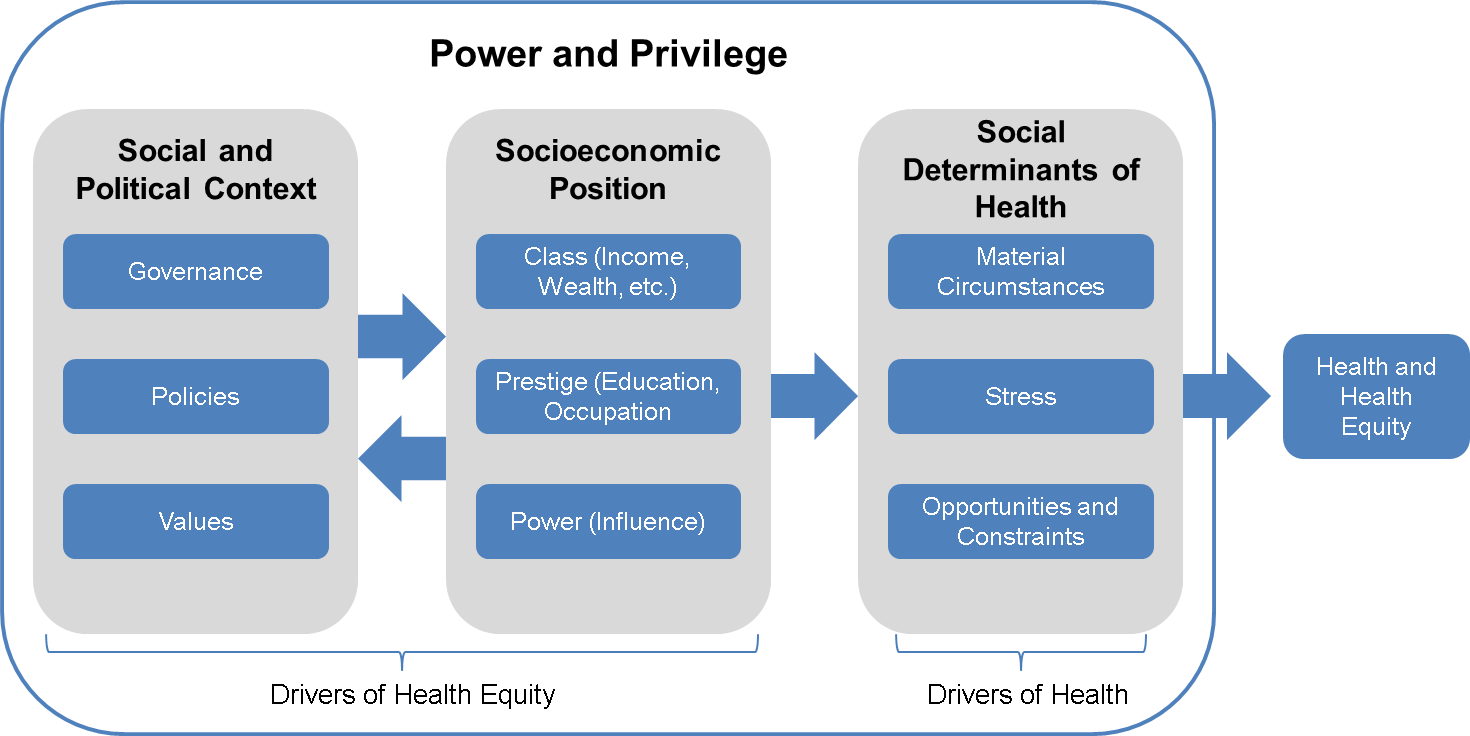 Power and Privilege
Social and
Political Context
Governance
Policies
Values
Socioeconomic
Position
Class (Income,
Wealth, etc.)
Prestige (Education,
Occupation
Power (Influence)
Social
Determinants of
Health
Material
Circumstances
Stress
Opportunities and
Constraints
Health and
Health
Equity
Drivers of Health Equity
Drivers of Health